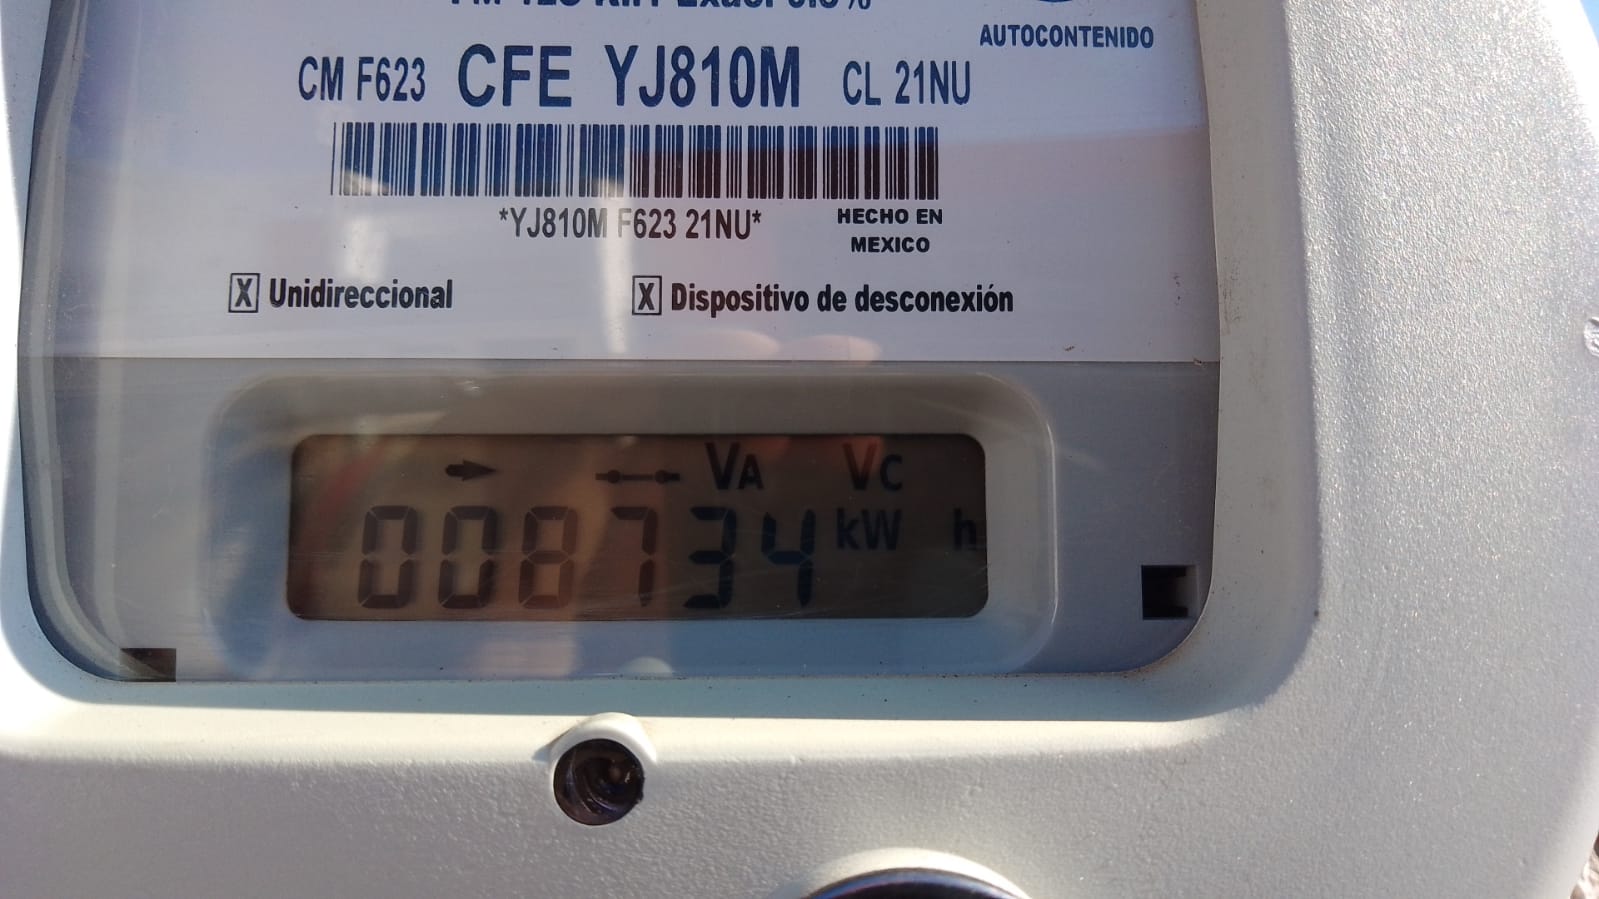 AUTOCONTENIDO
CM F623 CFE YJ810M CL 21NU
*YJ810M F623 21NU*
HECHO EN
MEXICO
X Unidireccional
X Dispositivo de desconexión
VA VC
008734 kW h